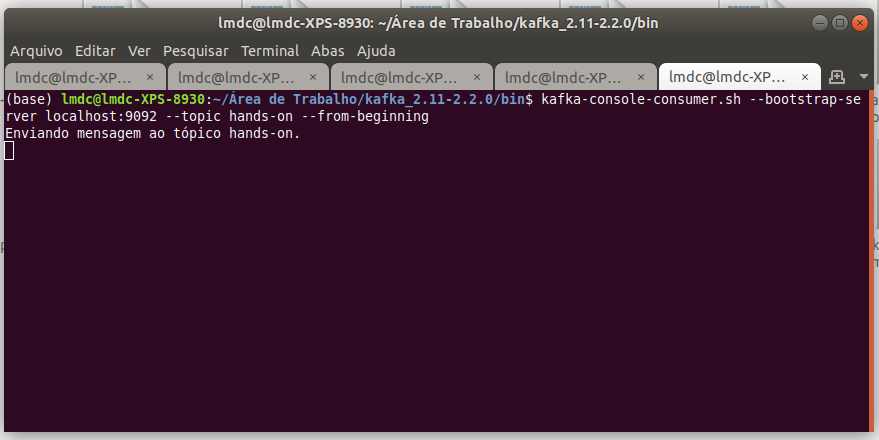 lmdc@lmdc-XPS-8930: ~/Área de Trabalho/kafka_2.11-2.2.0/bin
Arquivo Editar Ver Pesquisar Terminal Abas Ajuda
lmdc@lmdc-XP... × lmdc@lmdc-XP... × lmdc@lmdc-XP... × lmdc@lmdc-XP... × lmdc@lmdc-XP... ×
(base) lmdc@lmdc-XPS-8930:~/Área de Trabalho/kafka_2.11-2.2.0/bin$ kafka-console-consumer.sh --bootstrap-se
rver localhost:9092 --topic hands-on --from-beginning
Enviando mensagem ao tópico hands-on.